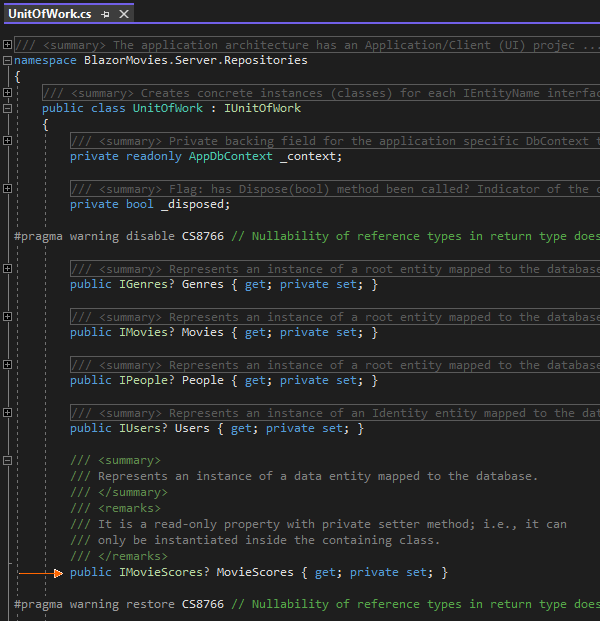 UnitOfWork.cs
/// <summary> The application architecture has an Application/Client (UI) projec ...
namespace BlazorMovies.Server.Repositories
{
/// <summary> Creates concrete instances (classes) for each IEntityName interfac
public class UnitOfWork : IUnitOfWork
{
/// <summary> Private backing field for the application specific DbContext t
private readonly AppDbContext _context;
/// <summary> Flag: has Dispose(bool) method been called? Indicator of the c
private bool _disposed;
#pragma warning disable CS8766 // Nullability of reference types in return type does
/// <summary> Represents an instance of a root entity mapped to the database
public IGenres? Genres { get; private set; }
/// <summary> Represents an instance of a root entity mapped to the database
public IMovies? Movies { get; private set; }
/// <summary> Represents an instance of a root entity mapped to the database
public IPeople? People { get; private set; }
/// <summary> Represents an instance of an Identity entity mapped to the dat
public IUsers? Users { get; private set; }
/// <summary>
/// Represents an instance of a data entity mapped to the database.
/// </summary>
/// <remarks>
/// It is a read-only property with private setter method; i.e., it can
/// only be instantiated inside the containing class.
/// </remarks>
public IMovieScores? MovieScores { get; private set; }
#pragma warning restore CS8766 // Nullability of reference types in return type does